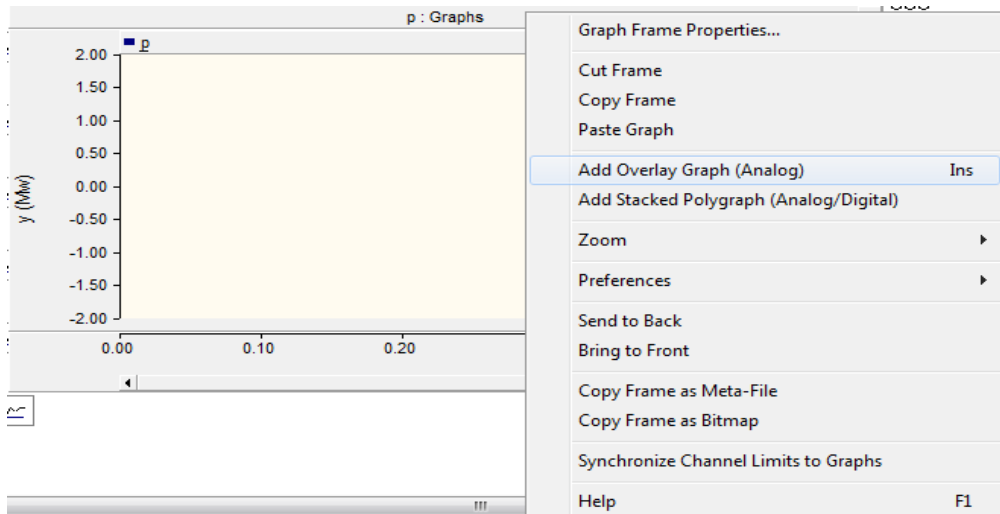 p : Graphs
p
2.00
1.50
1.00
0.50
0.00
-0.50
-1.00
-1.50
-2.00
y (Mw)
0.00 0.10 0.20
Graph Frame Properties...
Cut Frame
Copy Frame
Paste Graph
Add Overlay Graph (Analog) Ins
Add Stacked Polygraph (Analog/Digital)
Zoom
Preferences
Send to Back
Bring to Front
Copy Frame as Meta-File
Copy Frame as Bitmap
Synchronize Channel Limits to Graphs
Help F1